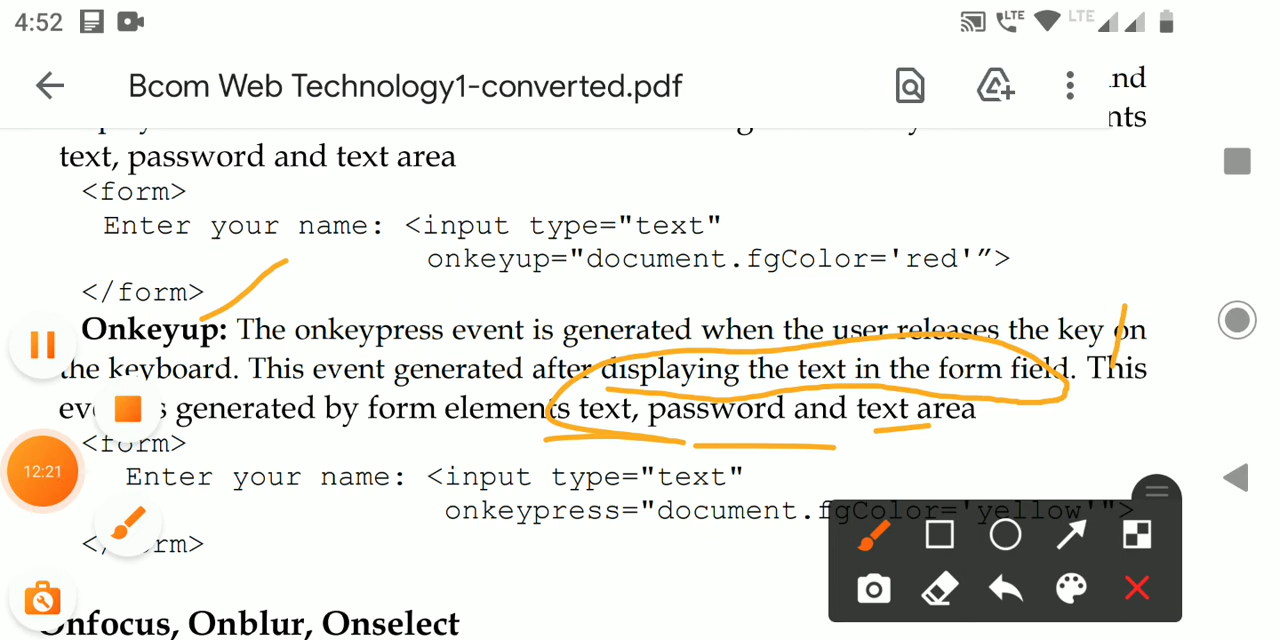 4:52 LTE LTE
Bcom Web Technology1-converted.pdf
nts
text, password and text area
<form>
Enter your name: <input type="text"
onkeyup="document.fgColor='red'”>
</form>
Onkeyup: The onkeypress event is generated when the user releases the key on
the keyboard. This event generated after displaying the text in the form field. This
generated by form elements text, password and text area
<form>
12:21
Enter your name: <input type="text"
onkeypress="document.fgColor='yellow'">
Onfocus, Onblur, Onselect